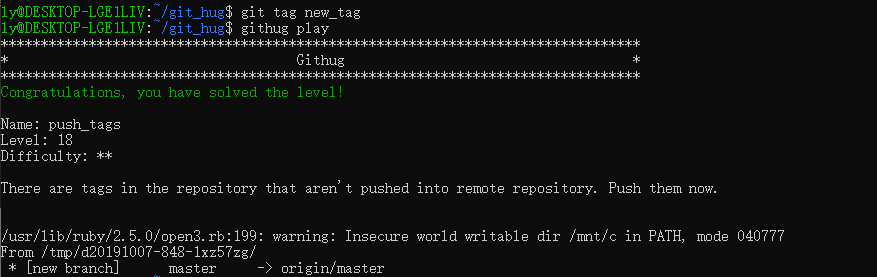 ly@DESKTOP-LGE1LIV:~/git_hug$ git tag new_tag
ly@DESKTOP-LGE1LIV:~/git_hug$ githug play
********************************************************************************
*                                    Githug                                    *
********************************************************************************
Congratulations, you have solved the level!
Name: push_tags
Level: 18
Difficulty: **
There are tags in the repository that aren't pushed into remote repository. Push them now.
/usr/lib/ruby/2.5.0/open3.rb:199: warning: Insecure world writable dir /mnt/c in PATH, mode 040777
From /tmp/d20191007-848-1xz57zg/
 * [new branch]      master     -> origin/master